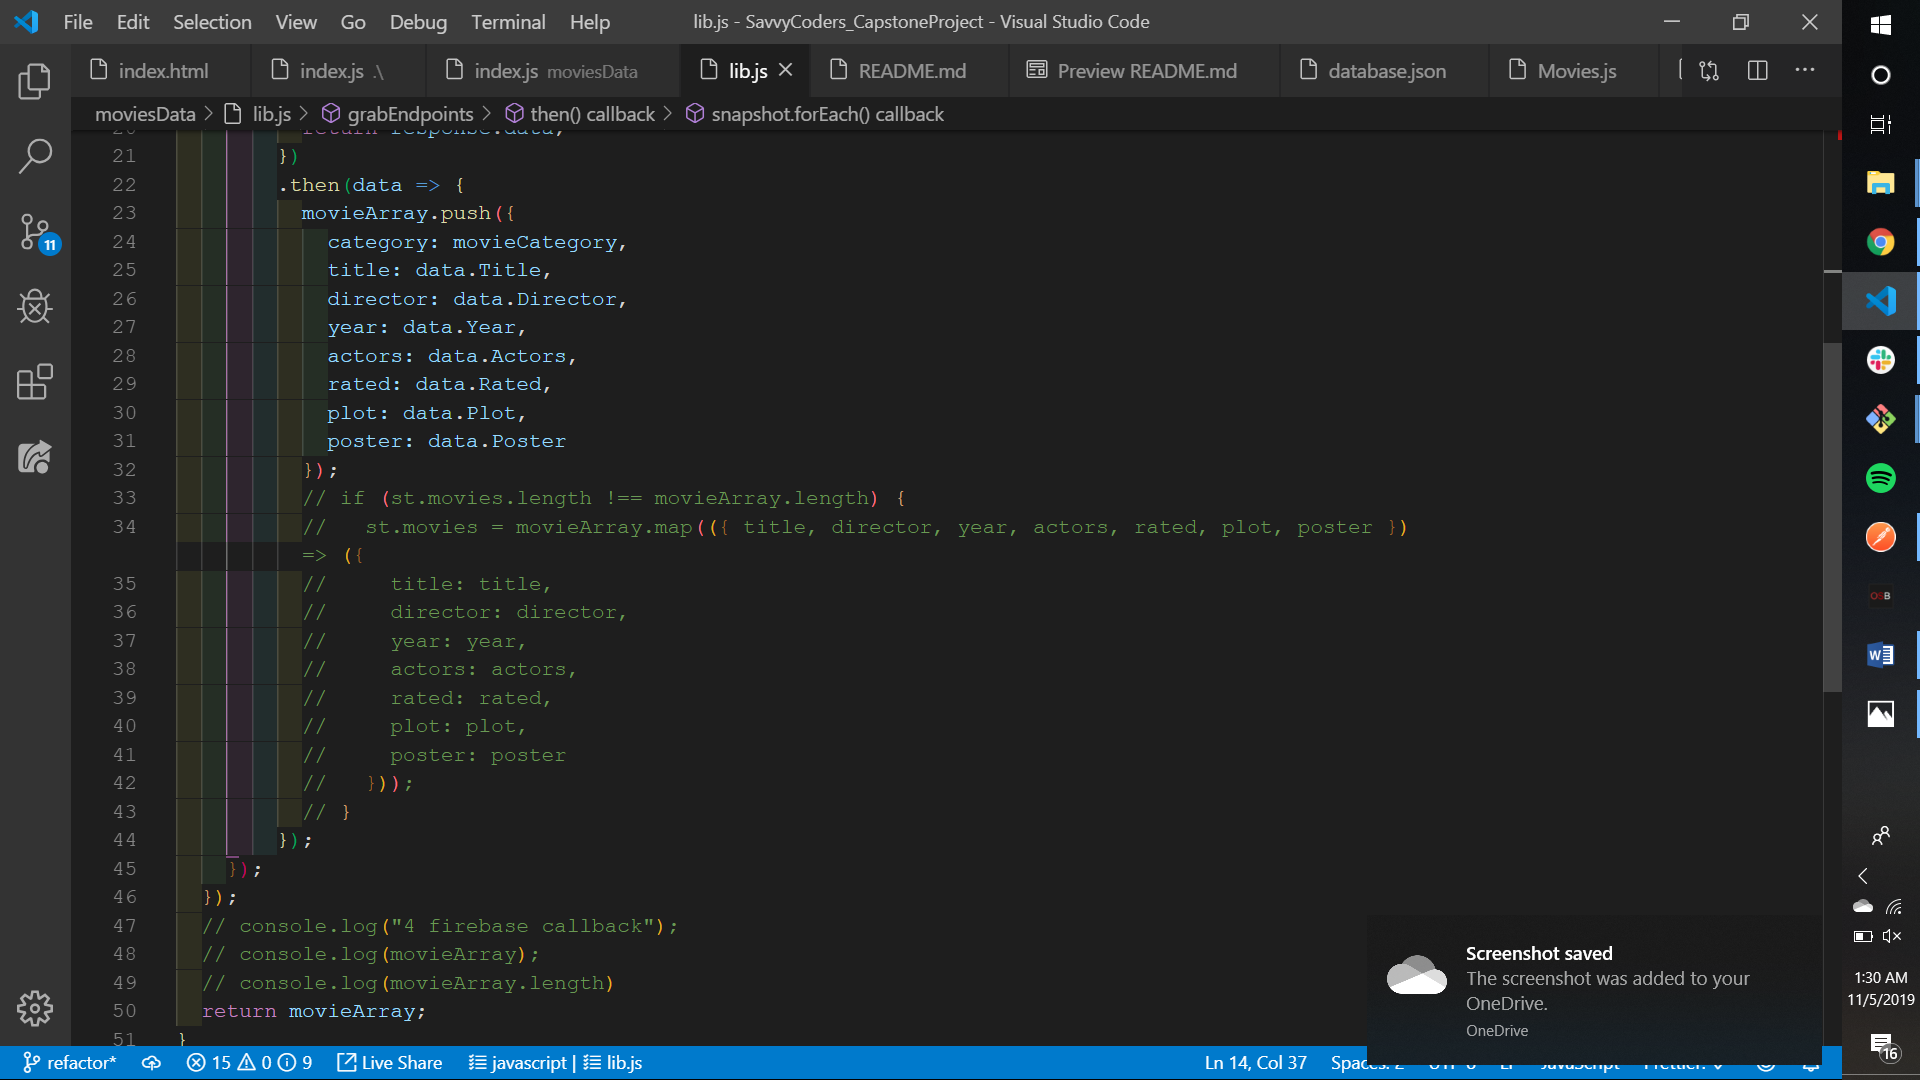 File Edit Selection View Go Debug Terminal Help
lib.js - SavvyCoders_CapstoneProject - Visual Studio Code
index.html
index.js .\
index.js moviesData
lib.js
README.md
Preview README.md
database.json
Movies.js
moviesData > lib.js > grabEndpoints > then() callback > snapshot.forEach() callback
20 return response.data;
21 })
22 .then(data => {
23 movieArray.push({
24 category: movieCategory,
25 title: data.Title,
26 director: data.Director,
27 year: data.Year,
28 actors: data.Actors,
29 rated: data.Rated,
30 plot: data.Plot,
31 poster: data.Poster
32 });
33 // if (st.movies.length !== movieArray.length) {
34 //   st.movies = movieArray.map(({ title, director, year, actors, rated, plot, poster })
=> ({
35 //     title: title,
36 //     director: director,
37 //     year: year,
38 //     actors: actors,
39 //     rated: rated,
40 //     plot: plot,
41 //     poster: poster
42 //   }));
43 // }
44 });
45 });
46 });
47 // console.log("4 firebase callback");
48 // console.log(movieArray);
49 // console.log(movieArray.length)
50 return movieArray;
51 }
11
Screenshot saved
The screenshot was added to your
OneDrive.
OneDrive
OSB
W
1:30 AM
11/5/2019
16
refactor* 15 0 9 Live Share javascript | lib.js Ln 14, Col 37